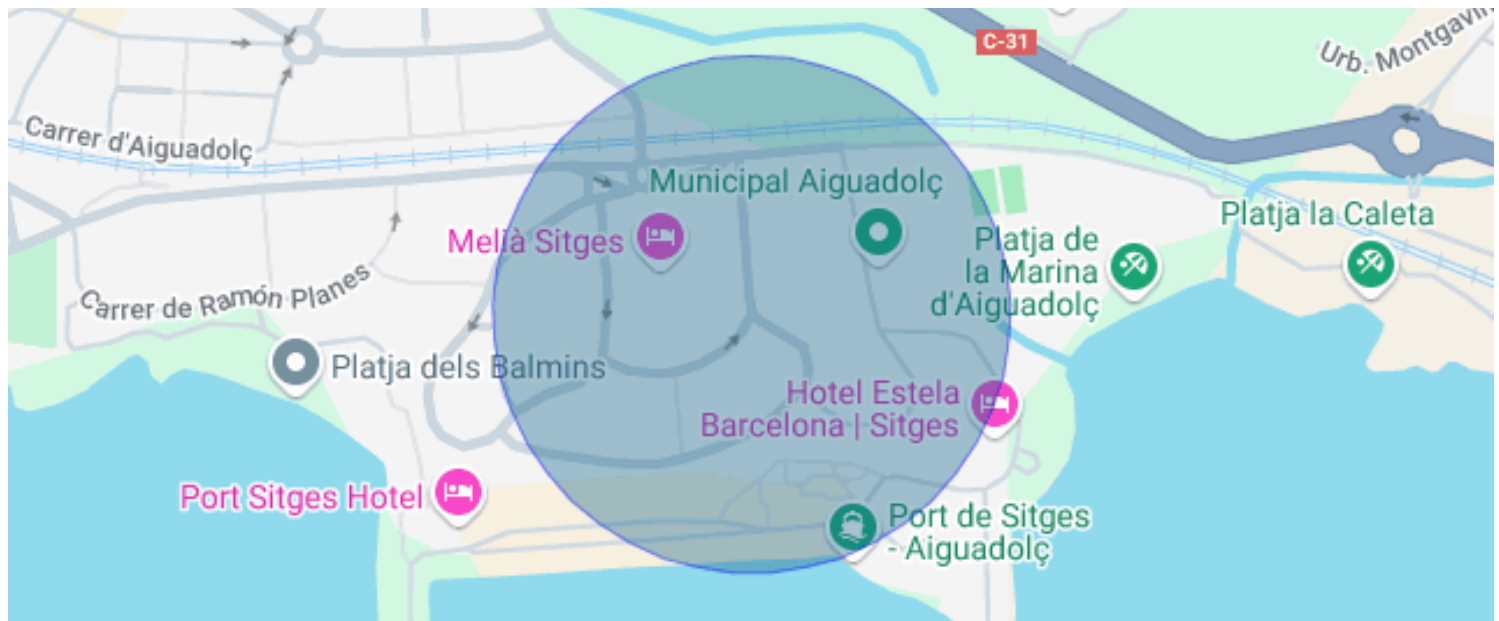 C-31
Urb. Montgavin
Carrer d'Aiguadolç
Municipal Aiguadolç
Platja la Caleta
Melià Sitges
Platja de
la Marina
d'Aiguadolç
Carrer de Ramón Planes
Platja dels Balmins
Hotel Estela
Barcelona | Sitges
Port Sitges Hotel
Port de Sitges
- Aiguadolç